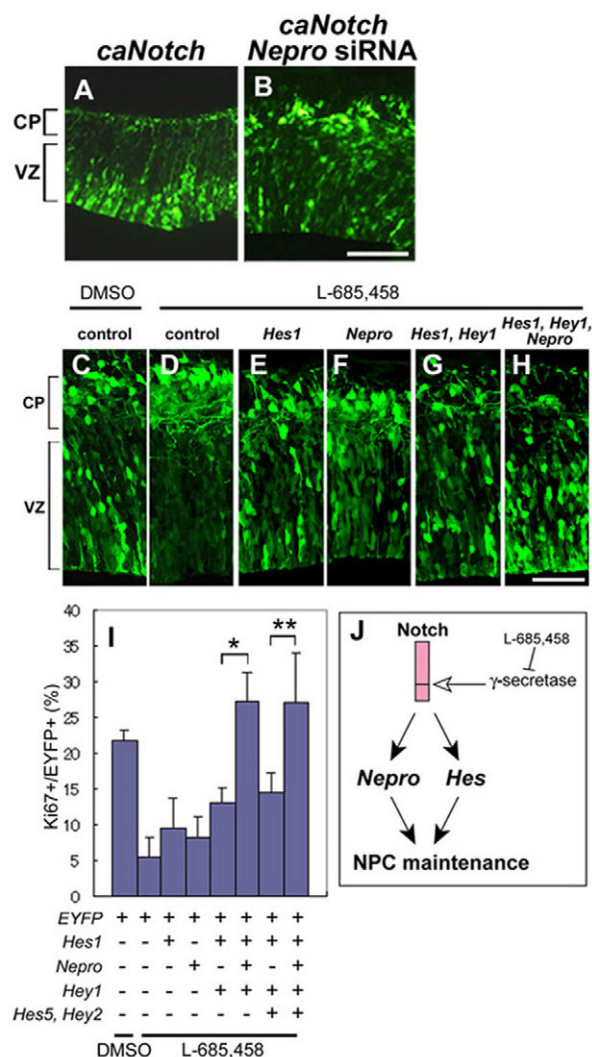 caNotch
caNotch
Nepro siRNA
A
B
CP
VZ
DMSO
L-685,458
control
control
Hes1
Nepro
Hes1, Hey1
Hes1, Hey1,
Nepro
C
D
E
F
G
H
CP
VZ
I
Ki67+/EYFP+ (%)
40
35
30
25
20
15
10
5
0
*
**
EYFP + + + + + + + +
Hes1 - - + - + + + +
Nepro - - - + - + - +
Hey1 - - - - + + + +
Hes5, Hey2 - - - - - - + +
DMSO L-685,458
J
Notch
L-685,458
γ-secretase
Nepro Hes
NPC maintenance